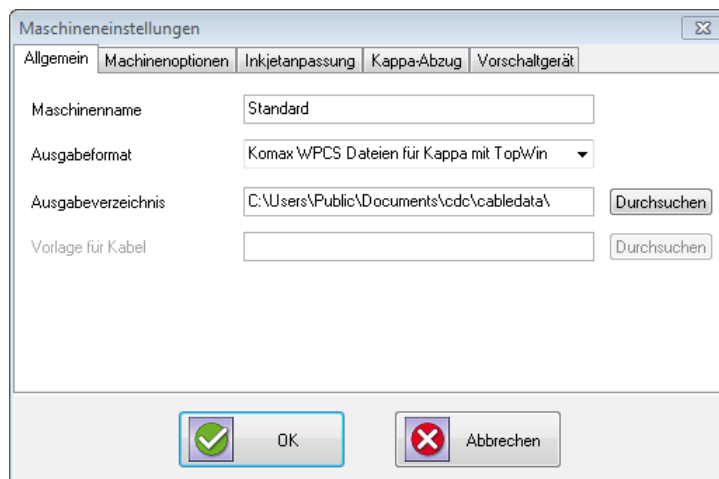 Maschineneinstellungen
Allgemein Machinenoptionen Inkjetanpassung Kappa-Abzug Vorschaltgerät
Maschinenname Standard
Ausgabeformat Komax WPCS Dateien für Kappa mit TopWin
Ausgabeverzeichnis C:\Users\Public\Documents\cdc\cabledata\ Durchsuchen
Vorlage für Kabel Durchsuchen
OK Abbrechen